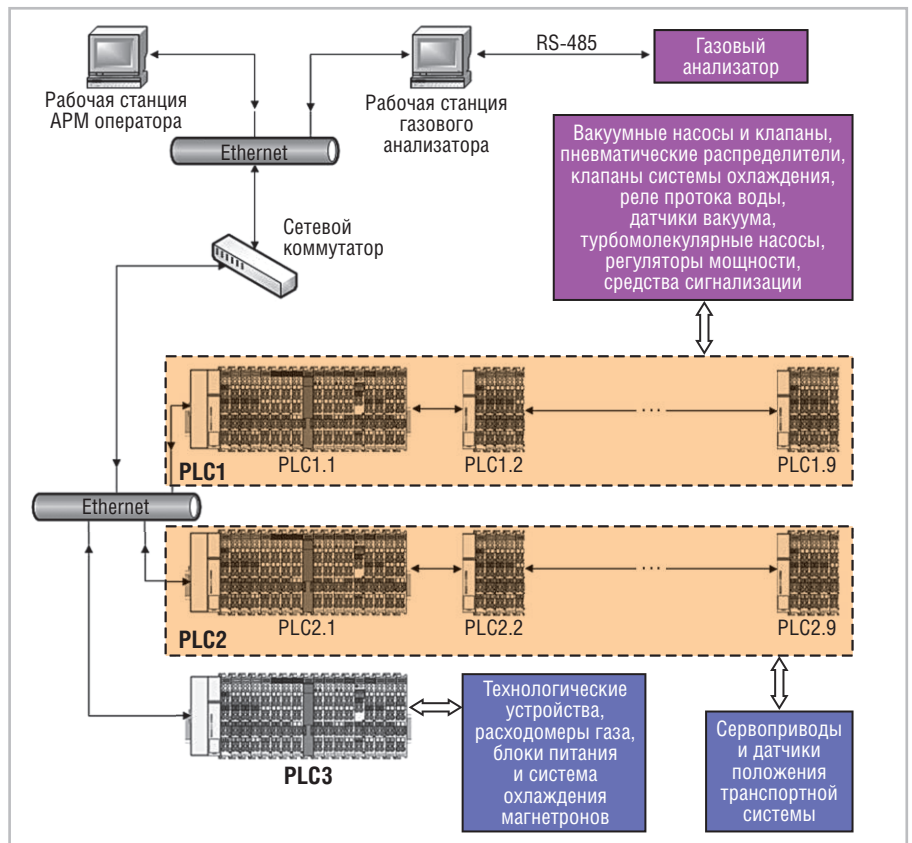 RS-485
Газовый
анализатор
Рабочая станция
АРМ оператора
Рабочая станция
газового
анализатора
Ethernet
Вакуумные насосы и клапаны,
пневматические распределители,
клапаны системы охлаждения,
реле протока воды,
датчики вакуума,
турбомолекулярные насосы,
регуляторы мощности,
средства сигнализации
Сетевой
коммутатор
PLC1
PLC1.1
PLC1.2
...
PLC1.9
Ethernet
PLC2
PLC2.1
PLC2.2
...
PLC2.9
PLC3
Технологические
устройства,
расходомеры газа,
блоки питания
и система
охлаждения
магнетронов
Сервоприводы
и датчики
положения
транспортной
системы